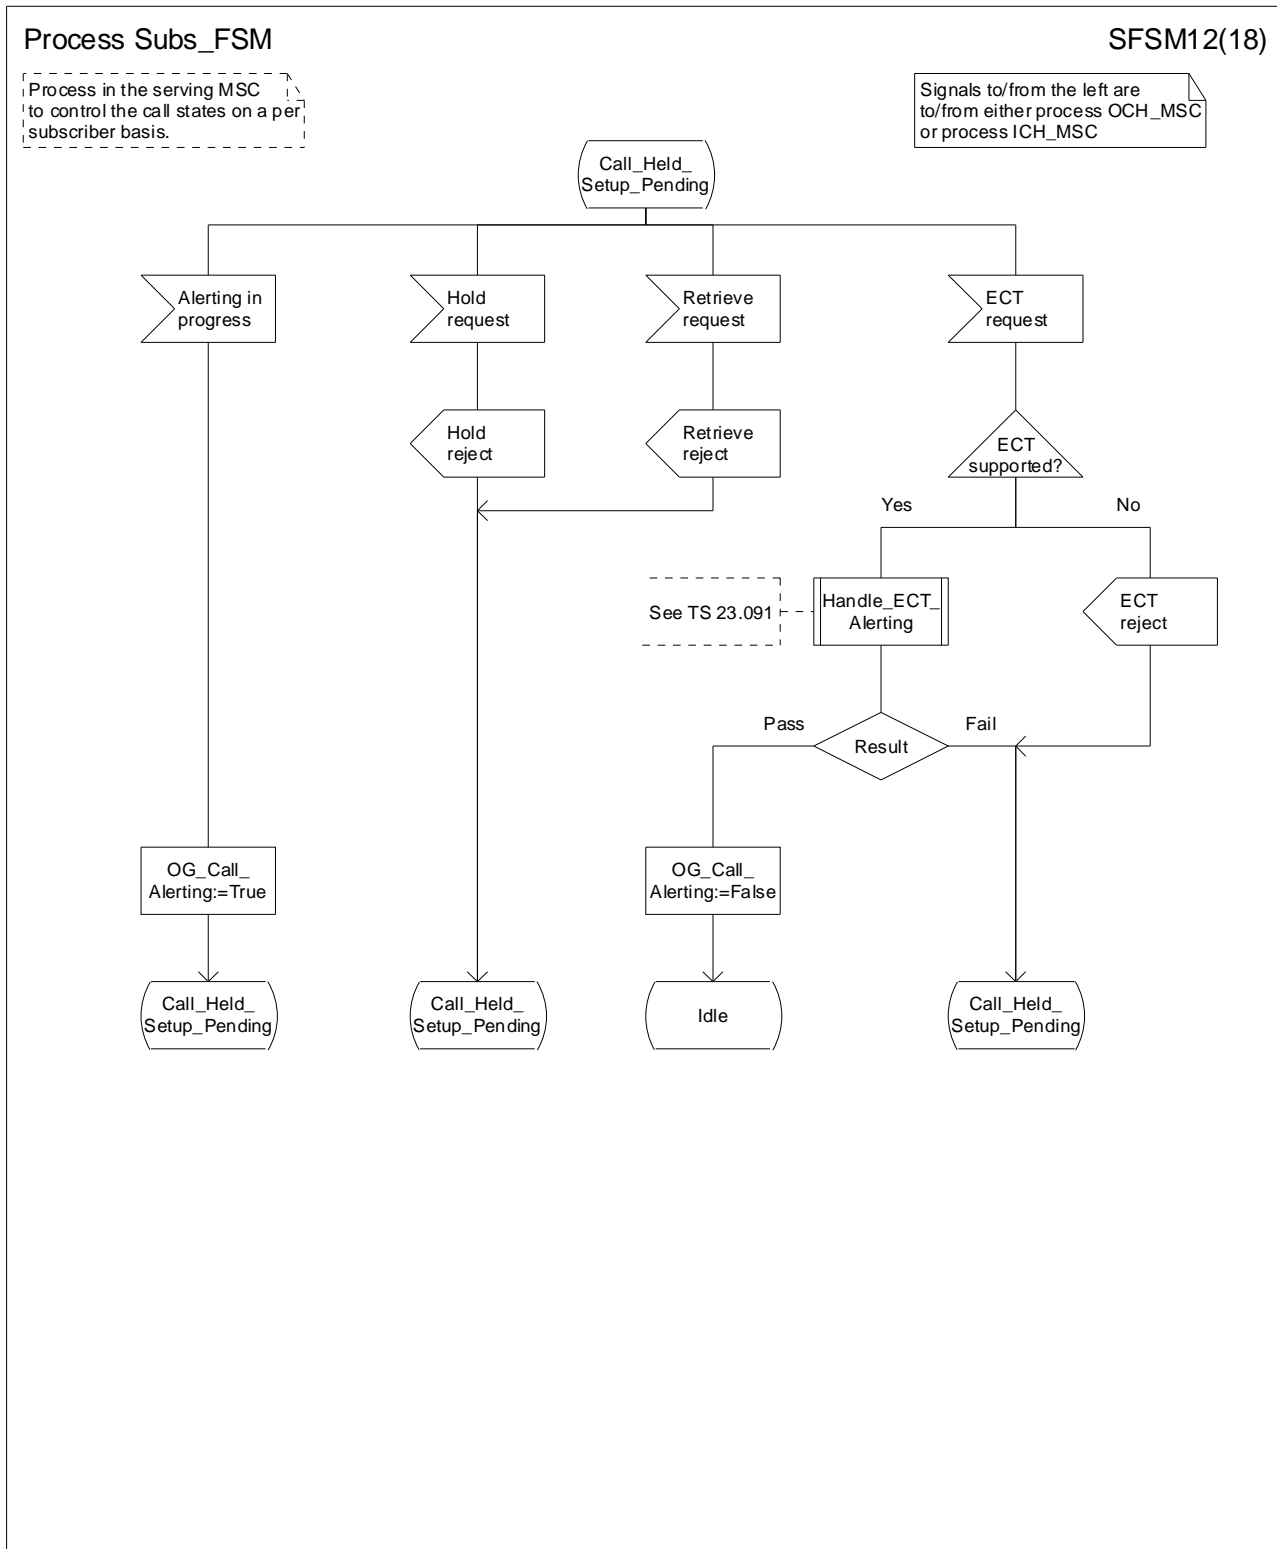 Process Subs_FSM
SFSM12(18)
Process in the serving MSC
to control the call states on a per
subscriber basis.
Signals to/from the left are
to/from either process OCH_MSC
or process ICH_MSC
Call_Held_
Setup_Pending
Alerting in
progress
Hold
request
Retrieve
request
ECT
request
Hold
reject
Retrieve
reject
ECT
supported?
Yes
No
See TS 23.091
Handle_ECT_
Alerting
ECT
reject
Pass
Result
Fail
OG_Call_
Alerting:=True
OG_Call_
Alerting:=False
Call_Held_
Setup_Pending
Call_Held_
Setup_Pending
Idle
Call_Held_
Setup_Pending